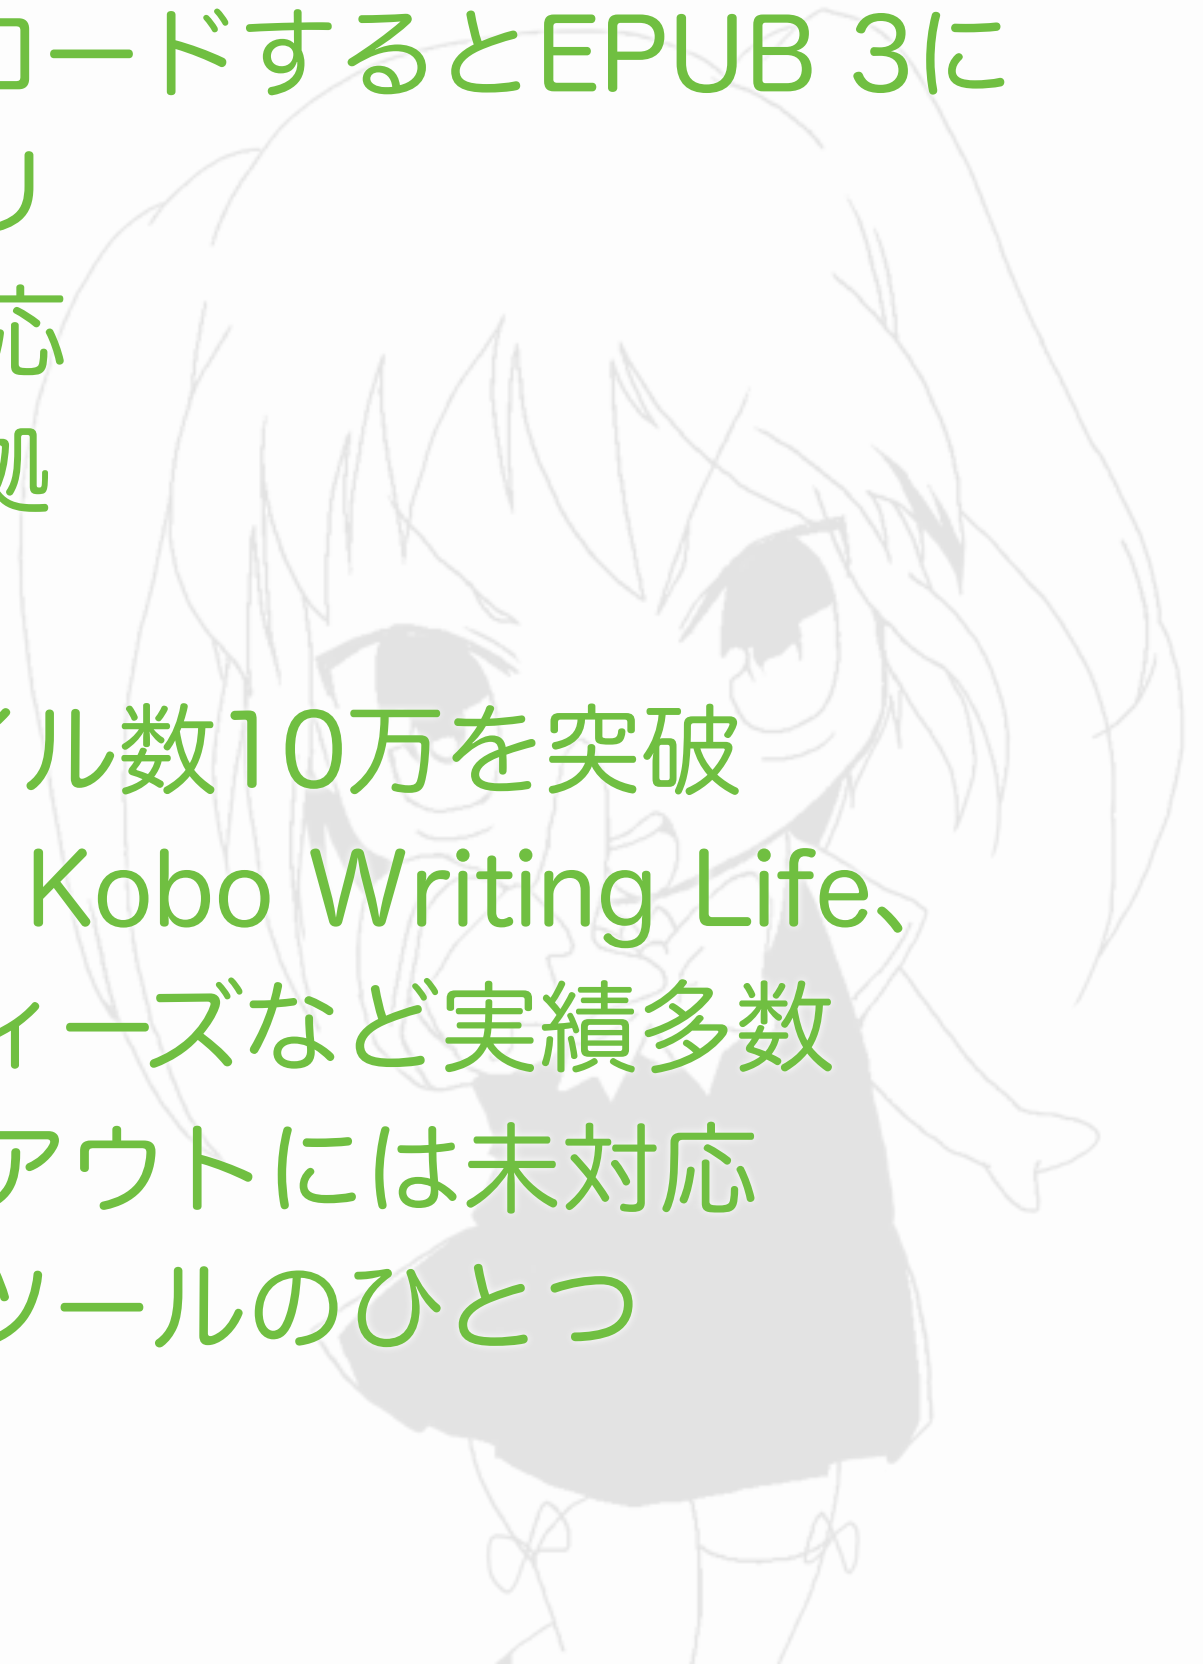 ロードするとEPUB 3に
リ
応
処
イル数10万を突破
Kobo Writing Life、
ィーズなど実績多数
アウトには未対応
ツールのひとつ